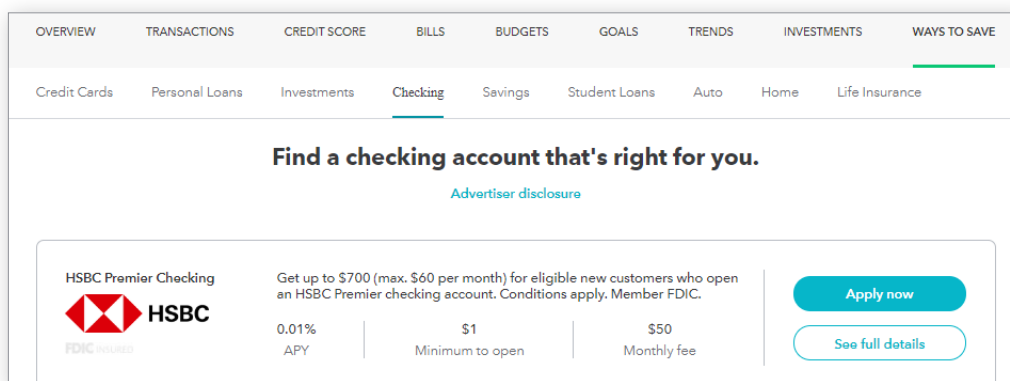 OVERVIEW TRANSACTIONS CREDIT SCORE BILLS BUDGETS GOALS TRENDS INVESTMENTS WAYS TO SAVE
Credit Cards Personal Loans Investments Checking Savings Student Loans Auto Home Life Insurance
Find a checking account that's right for you.
Advertiser disclosure
HSBC Premier Checking
HSBC
FDIC INSURED
Get up to $700 (max. $60 per month) for eligible new customers who open
an HSBC Premier checking account. Conditions apply. Member FDIC.
0.01% $1 $50
APY Minimum to open Monthly fee
Apply now
See full details